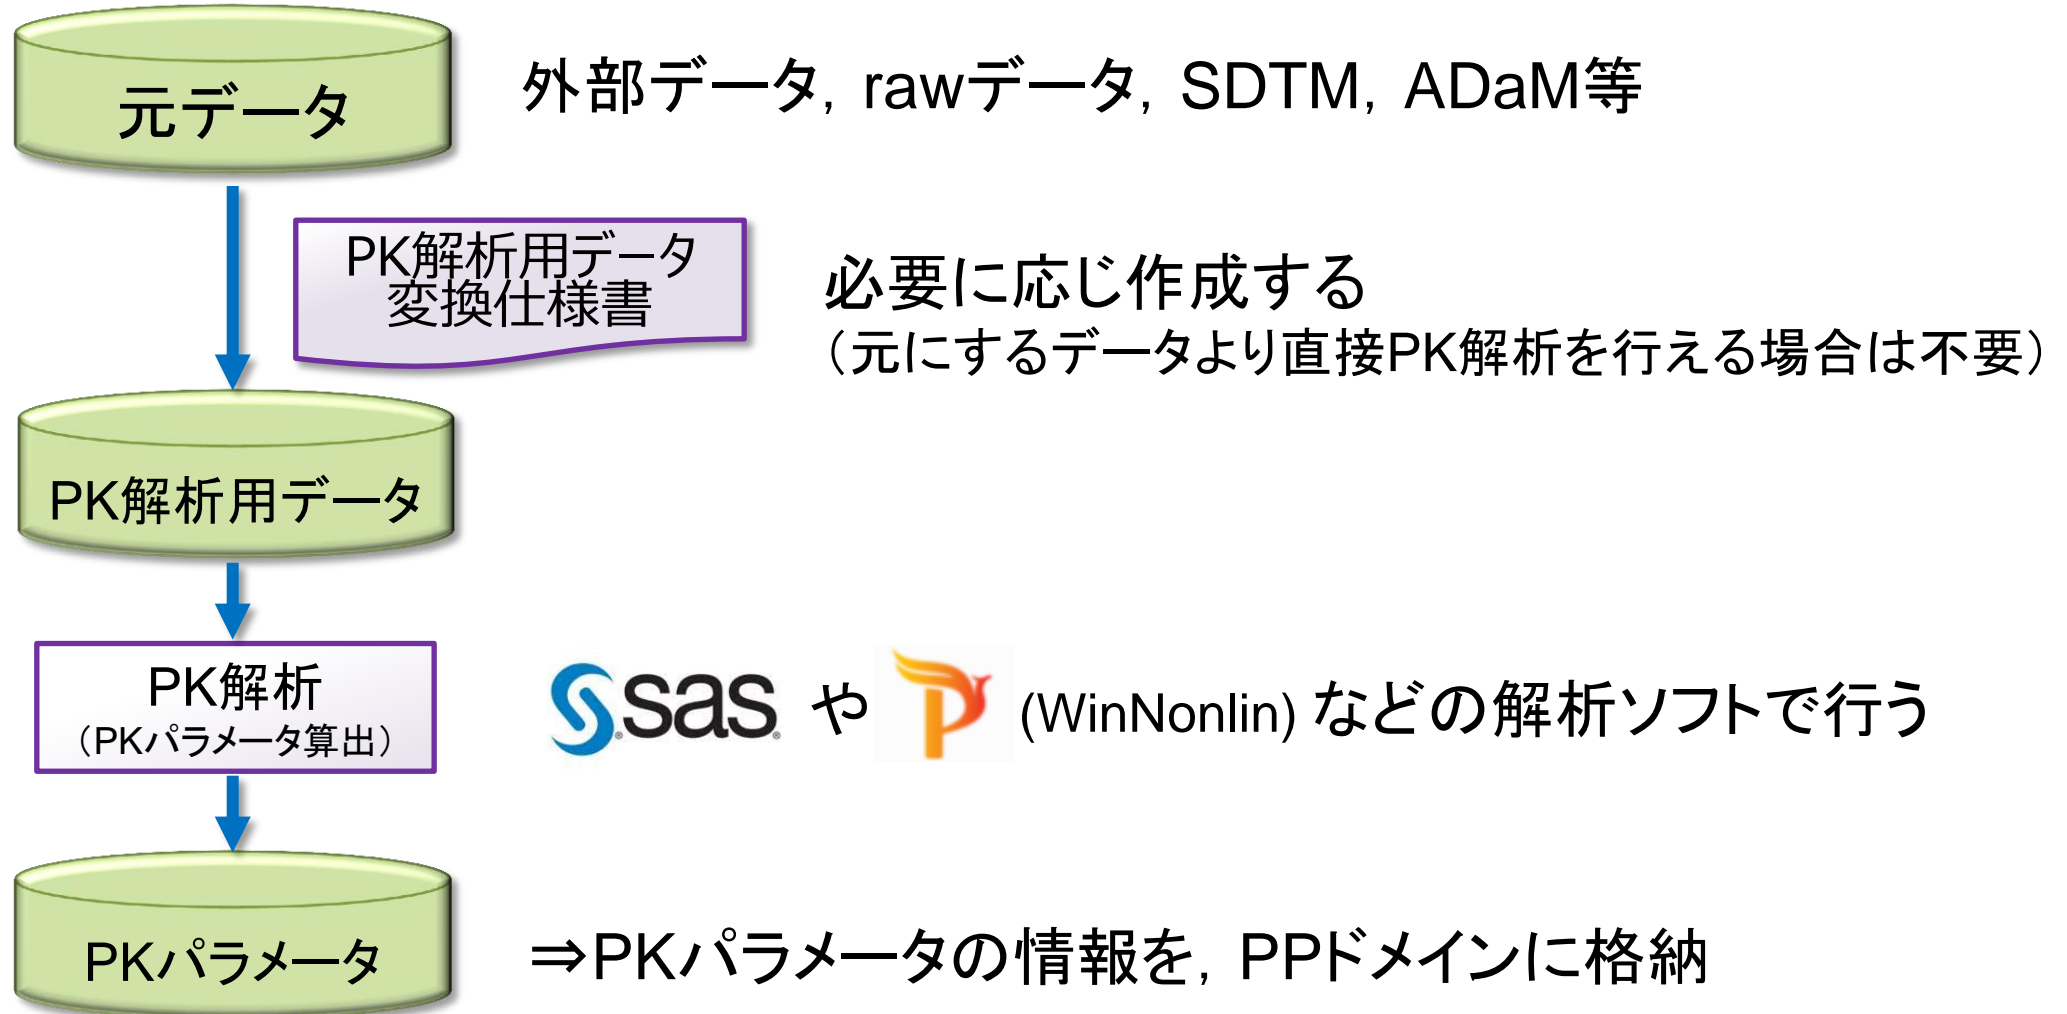 元データ
外部データ, rawデータ, SDTM, ADaM等
PK解析用データ
変換仕様書
必要に応じ作成する
（元にするデータより直接PK解析を行える場合は不要）
PK解析用データ
PK解析
（PKパラメータ算出）
sas や (WinNonlin) などの解析ソフトで行う
PKパラメータ
⇒PKパラメータの情報を, PPドメインに格納